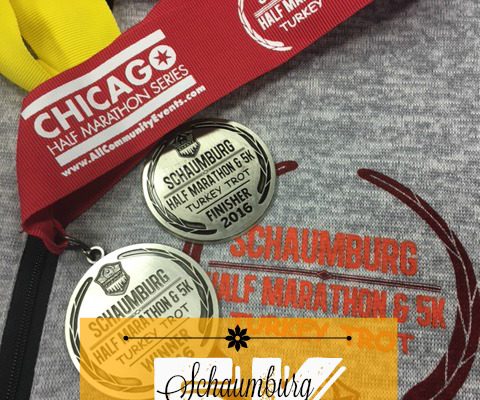 HALF MARATHON
TURKEY TROT
CHICAGO
HALF MARATHON SERIES
www.AllCommunityEvents.com
SCHAUMBURG
HALF MARATHON & 5K
TURKEY TROT
FINISHER
2016
SCHAUMBURG
HALF MARATHON & 5K
TURKEY TROT
WINNER
SCHAUMBURG
HALF MARATHON & 5K
TURKEY TROT
Schaumburg